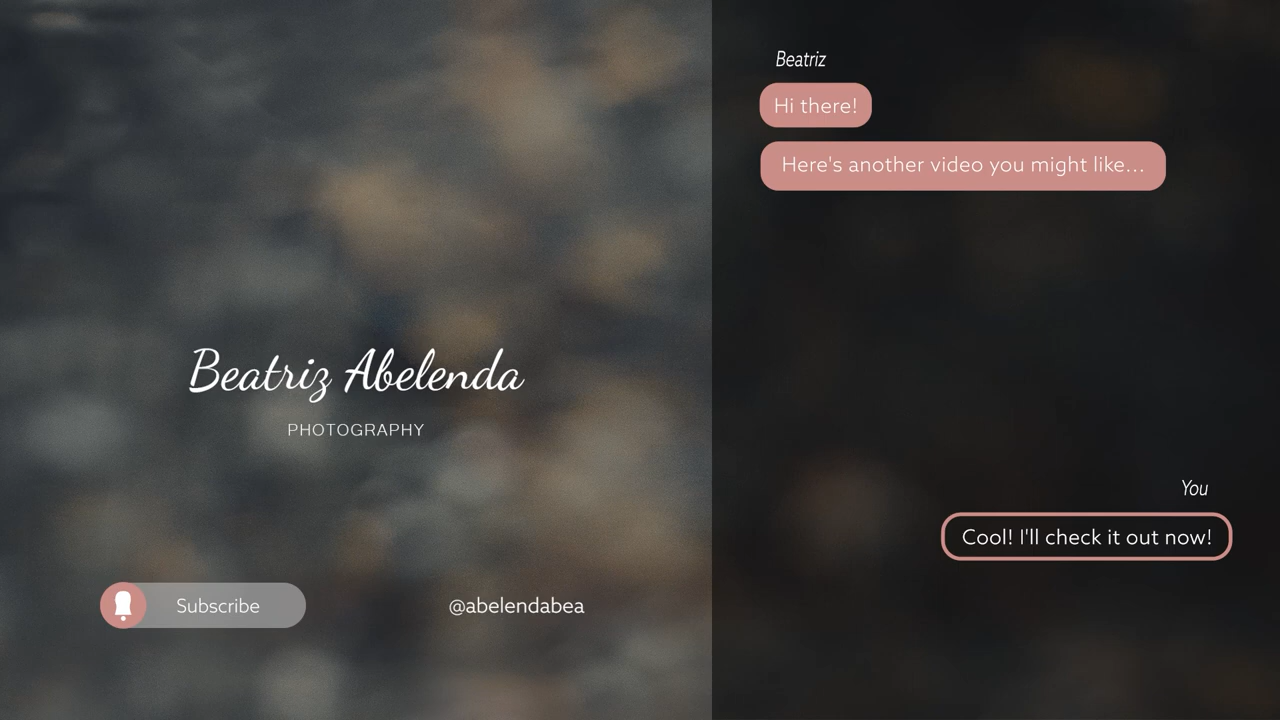 Beatriz Abelenda
PHOTOGRAPHY
Subscribe
@abelendabea
Beatriz
Hi there!
Here's another video you might like...
You
Cool! I'll check it out now!